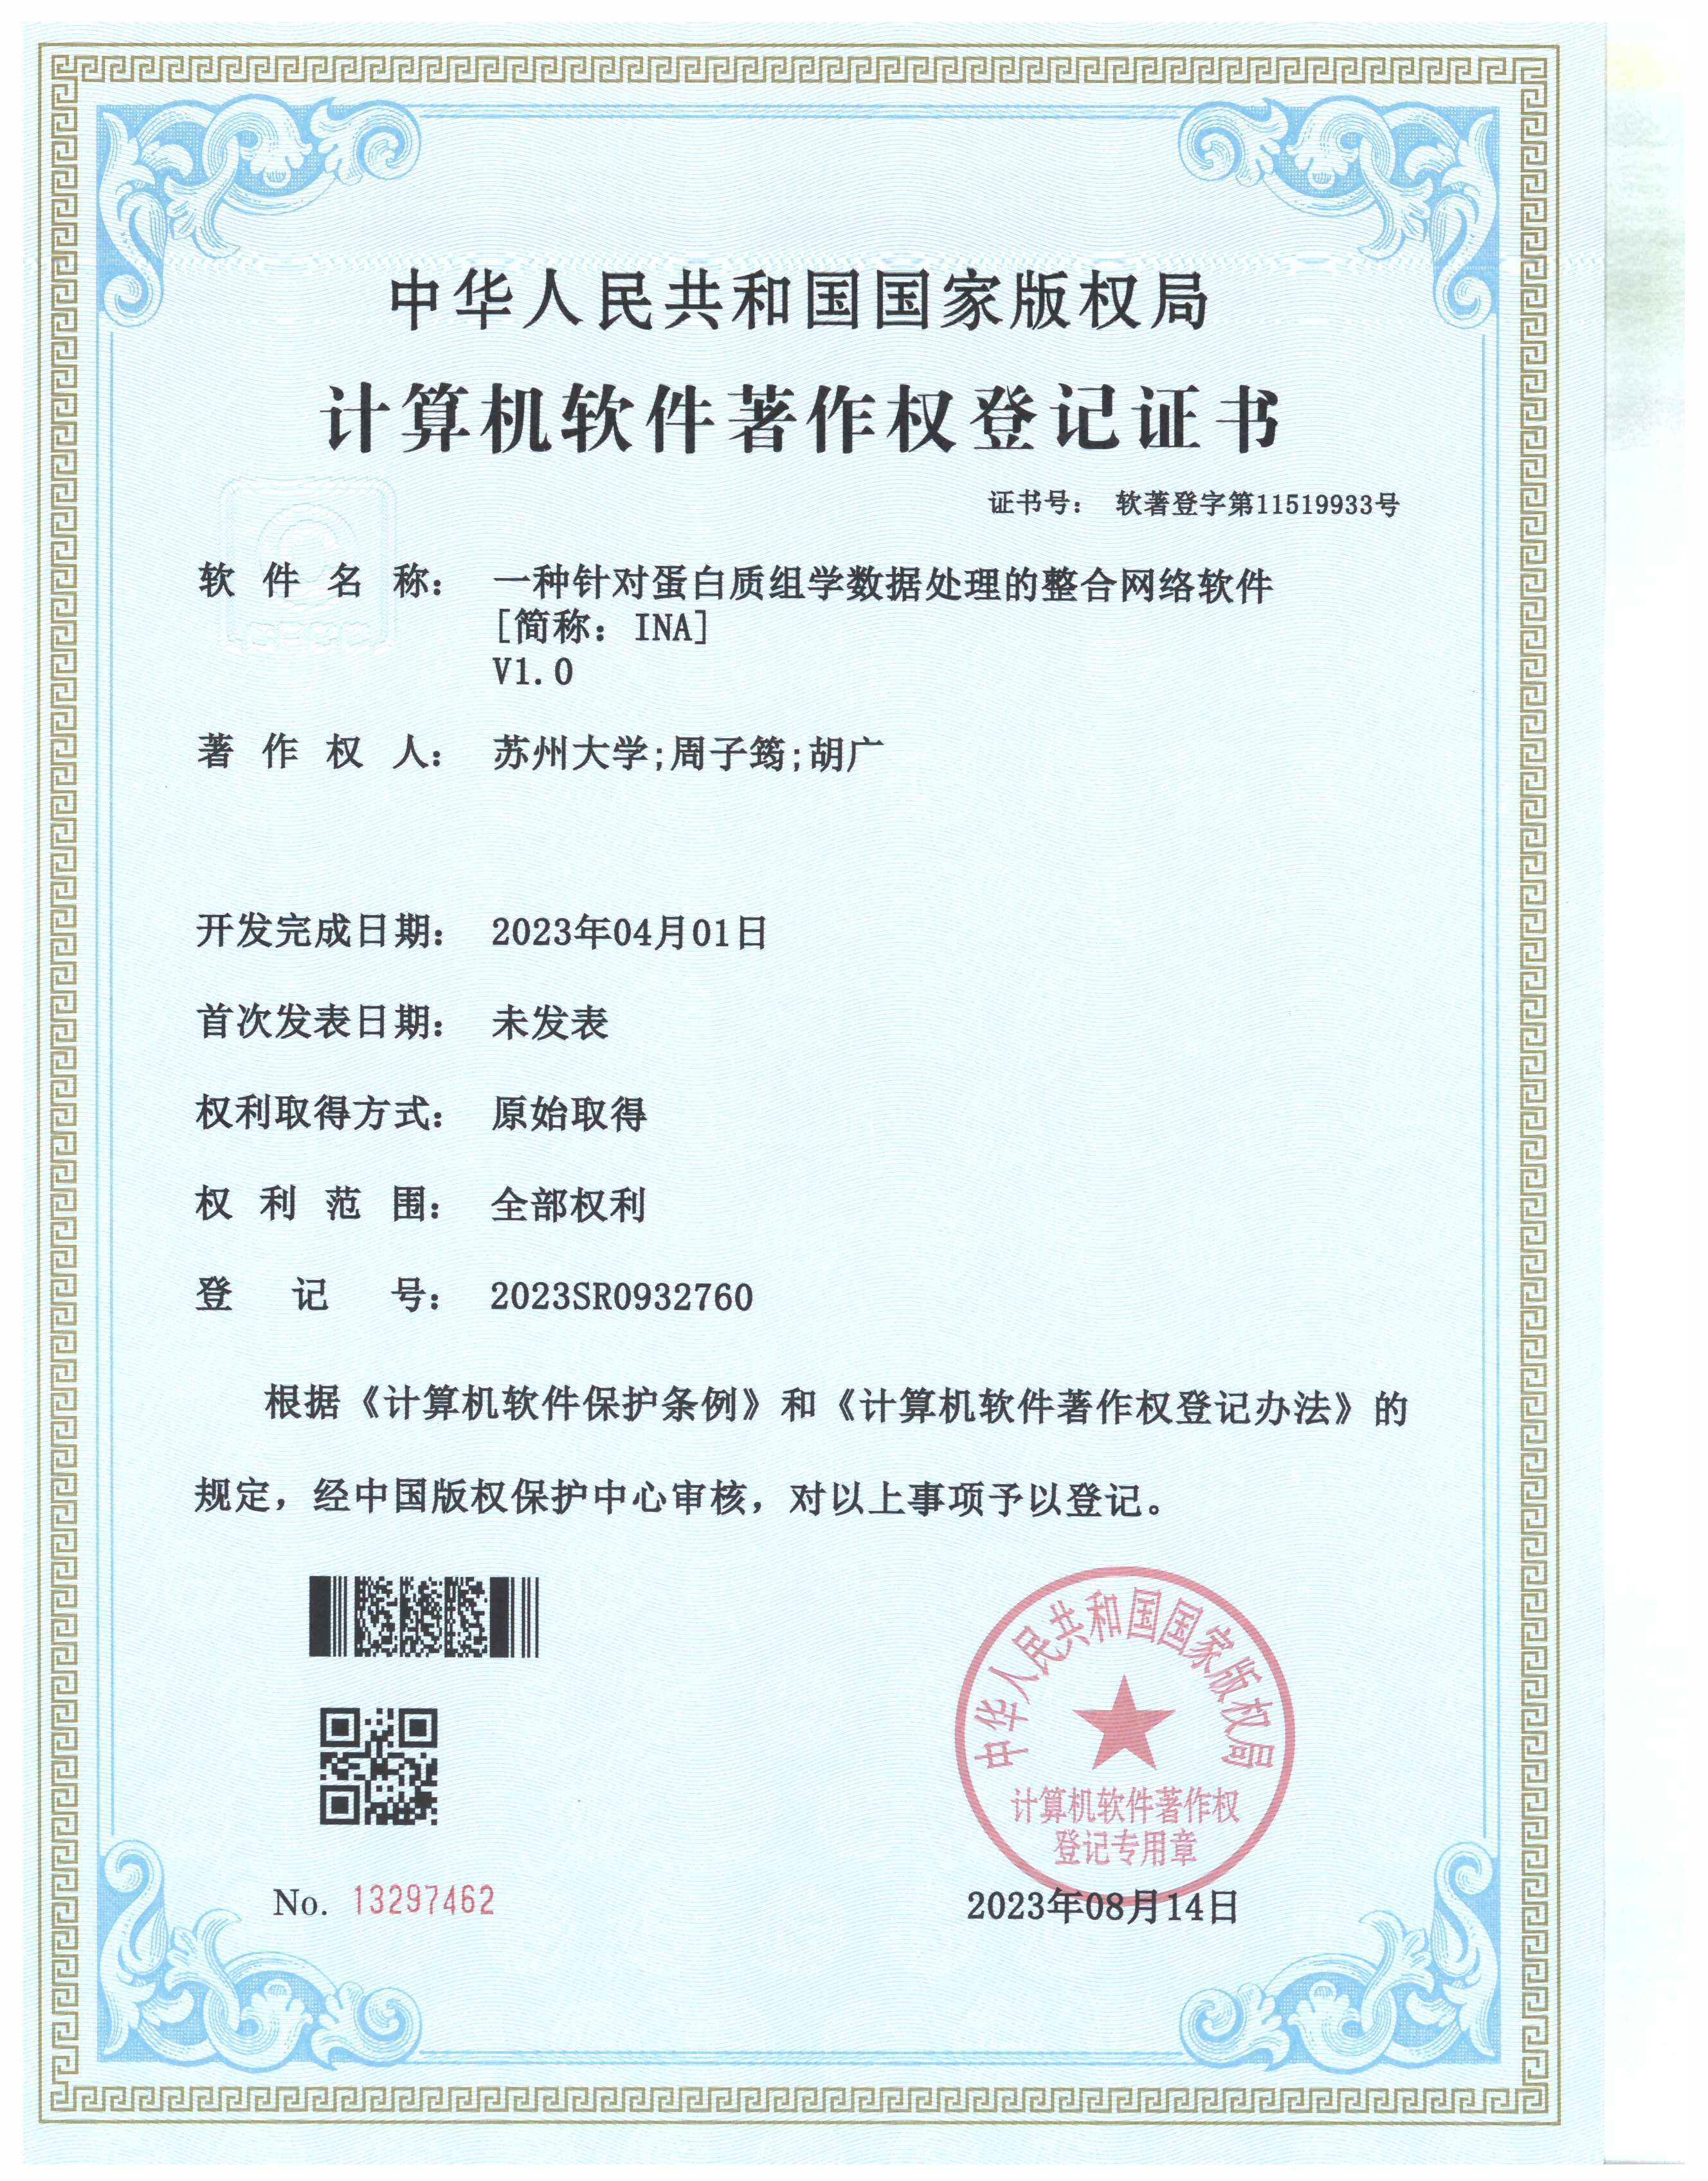 中华人民共和国国家版权局
计算机软件著作权登记证书
证书号： 软著登字第11519933号
软件名称： 一种针对蛋白质组学数据处理的整合网络软件
[简称：INA]
V1.0
著作权人： 苏州大学;周子筠;胡广
开发完成日期： 2023年04月01日
首次发表日期： 未发表
权利取得方式： 原始取得
权利范围： 全部权利
登记号： 2023SR0932760
根据《计算机软件保护条例》和《计算机软件著作权登记办法》的
规定，经中国版权保护中心审核，对以上事项予以登记。
中华人民共和国国家版权局
计算机软件著作权
登记专用章
No. 13297462
2023年08月14日